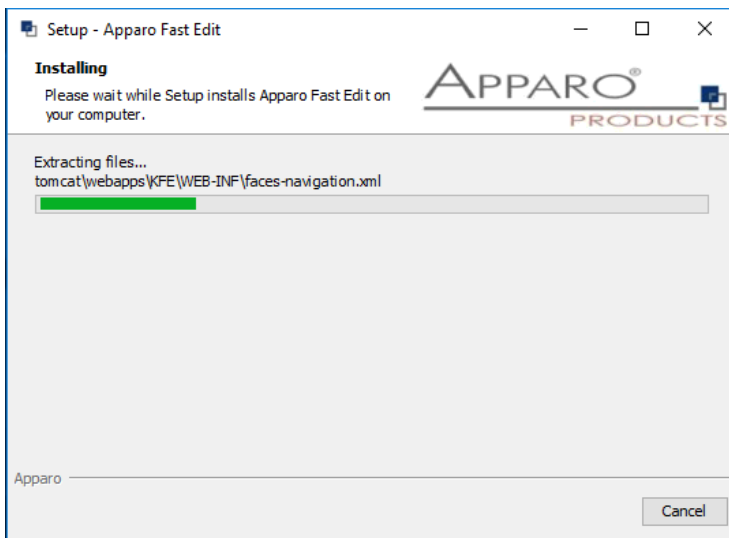 Setup - Apparo Fast Edit
Installing
Please wait while Setup installs Apparo Fast Edit on
your computer.
APPARO®
PRODUCTS
Extracting files...
tomcat\webapps\KFE\WEB-INF\faces-navigation.xml
Apparo
Cancel